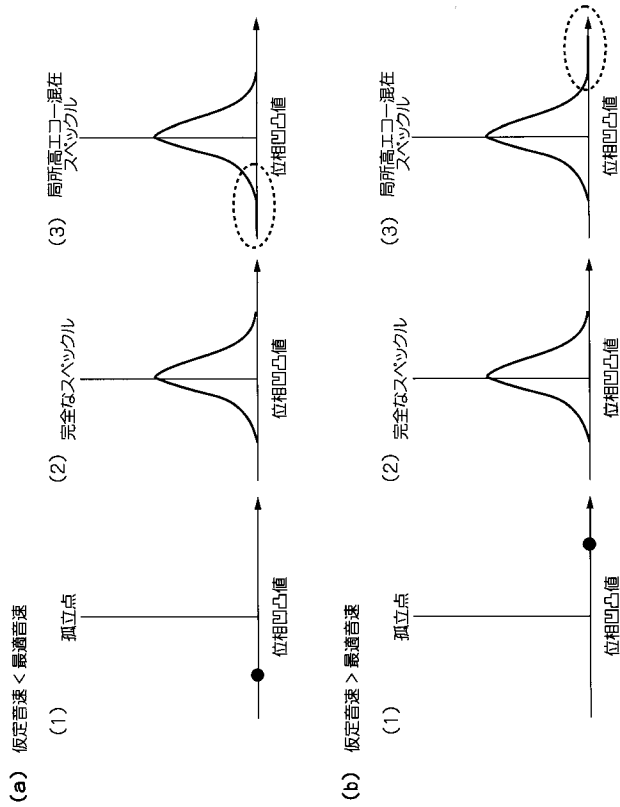 (a) 仮定音速 < 最適音速
(1)
孤立点
位相凹凸値
(2)
完全なスペックル
位相凹凸値
(3)
局所高エコー混在
スペックル
位相凹凸値
(b) 仮定音速 > 最適音速
(1)
孤立点
位相凹凸値
(2)
完全なスペックル
位相凹凸値
(3)
局所高エコー混在
スペックル
位相凹凸値